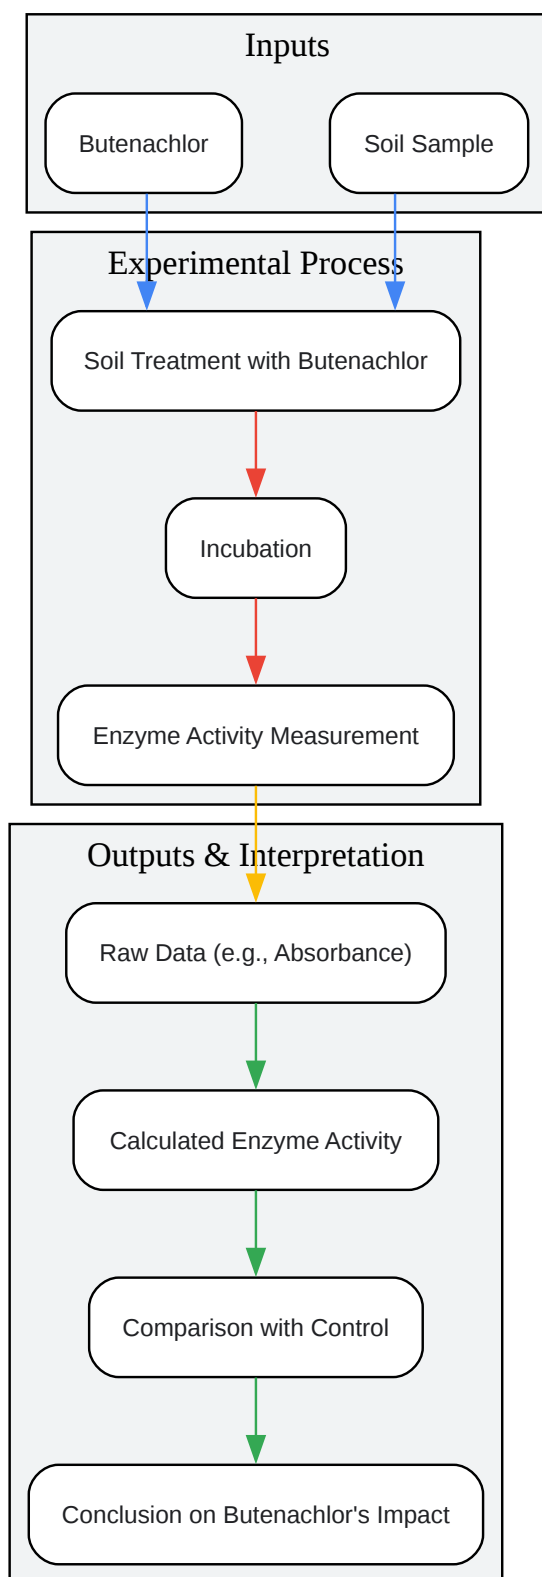 Inputs
Butenachlor
Soil Sample
Experimental Process
Soil Treatment with Butenachlor
Incubation
Enzyme Activity Measurement
Outputs & Interpretation
Raw Data (e.g., Absorbance)
Calculated Enzyme Activity
Comparison with Control
Conclusion on Butenachlor's Impact